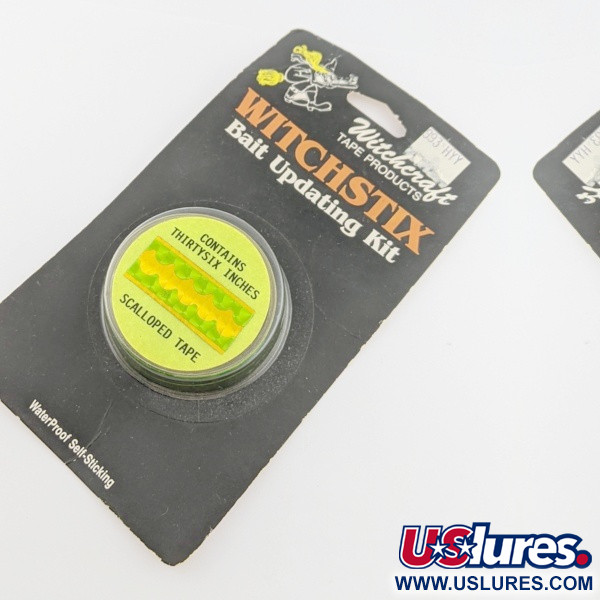 Witchcraft
TAPE PRODUCTS
WITCHSTIX
Bait Updating Kit
CONTAINS
THIRTYSIX INCHES
SCALLOPED TAPE
WaterProof Self-Sticking
USlures.
WWW.USLURES.COM